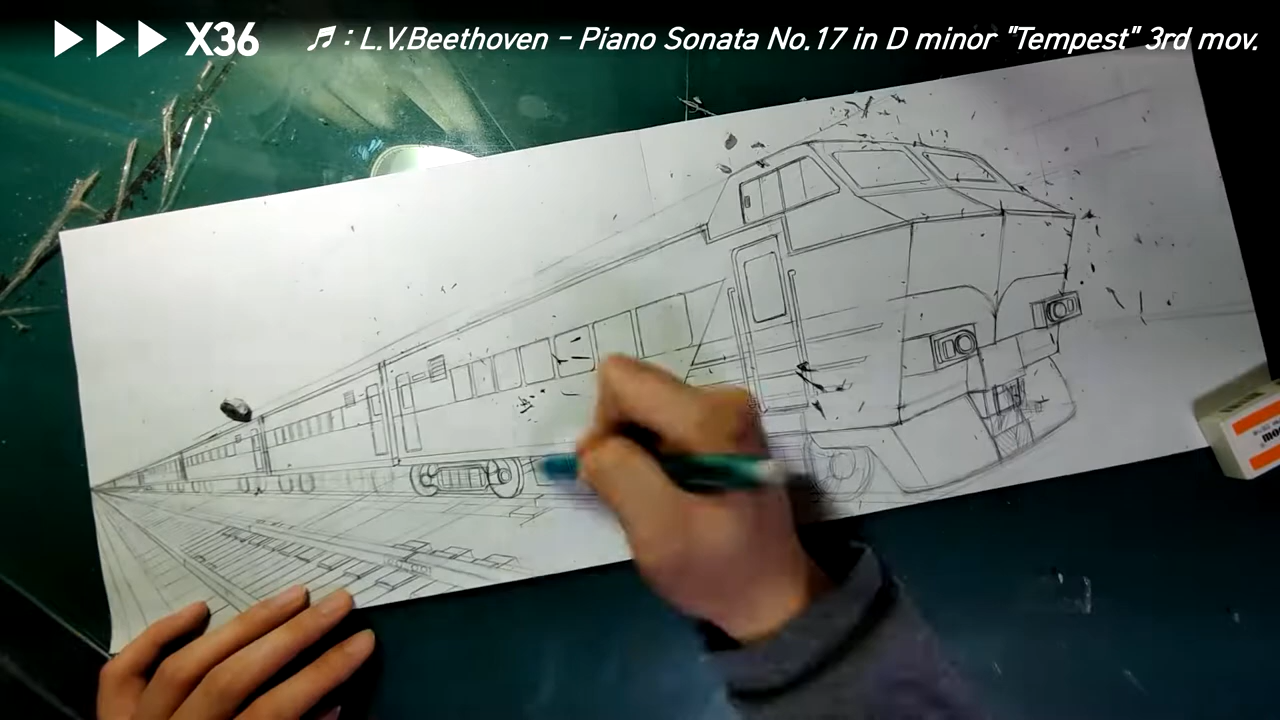 ▶▶▶ X36 ♬ : L.V.Beethoven - Piano Sonata No.17 in D minor "Tempest" 3rd mov.